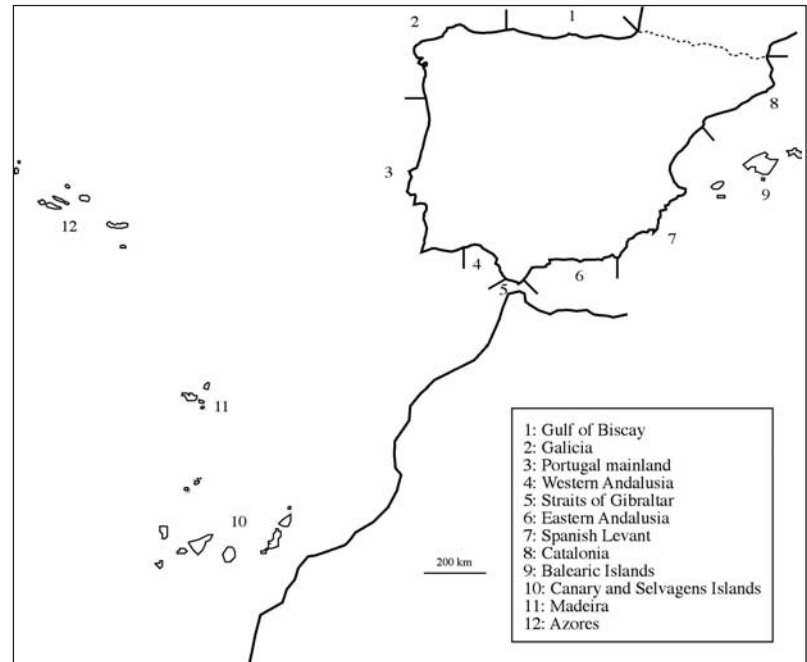 2
1
8
3
9
12
7
4
6
5
11
10
200 km
1: Gulf of Biscay
2: Galicia
3: Portugal mainland
4: Western Andalusia
5: Straits of Gibraltar
6: Eastern Andalusia
7: Spanish Levant
8: Catalonia
9: Balearic Islands
10: Canary and Selvagens Islands
11: Madeira
12: Azores